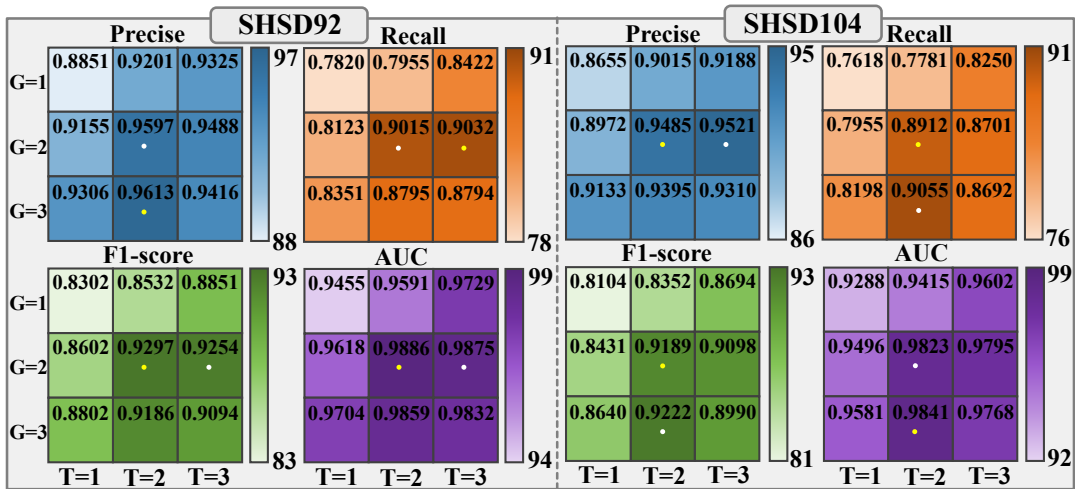 SHSD92
SHSD104
Precise
Recall
Precise
Recall
G=1
0.8851 0.9201 0.9325
97
0.7820 0.7955 0.8422
91
0.8655 0.9015 0.9188
95
0.7618 0.7781 0.8250
91
G=2
0.9155 0.9597 0.9488
0.8123 0.9015 0.9032
0.8972 0.9485 0.9521
0.7955 0.8912 0.8701
G=3
0.9306 0.9613 0.9416
88
0.8351 0.8795 0.8794
78
0.9133 0.9395 0.9310
86
0.8198 0.9055 0.8692
76
F1-score
AUC
F1-score
AUC
G=1
0.8302 0.8532 0.8851
93
0.9455 0.9591 0.9729
99
0.8104 0.8352 0.8694
93
0.9288 0.9415 0.9602
99
G=2
0.8602 0.9297 0.9254
0.9618 0.9886 0.9875
0.8431 0.9189 0.9098
0.9496 0.9823 0.9795
G=3
0.8802 0.9186 0.9094
83
0.9704 0.9859 0.9832
94
0.8640 0.9222 0.8990
81
0.9581 0.9841 0.9768
92
T=1 T=2 T=3
T=1 T=2 T=3
T=1 T=2 T=3
T=1 T=2 T=3